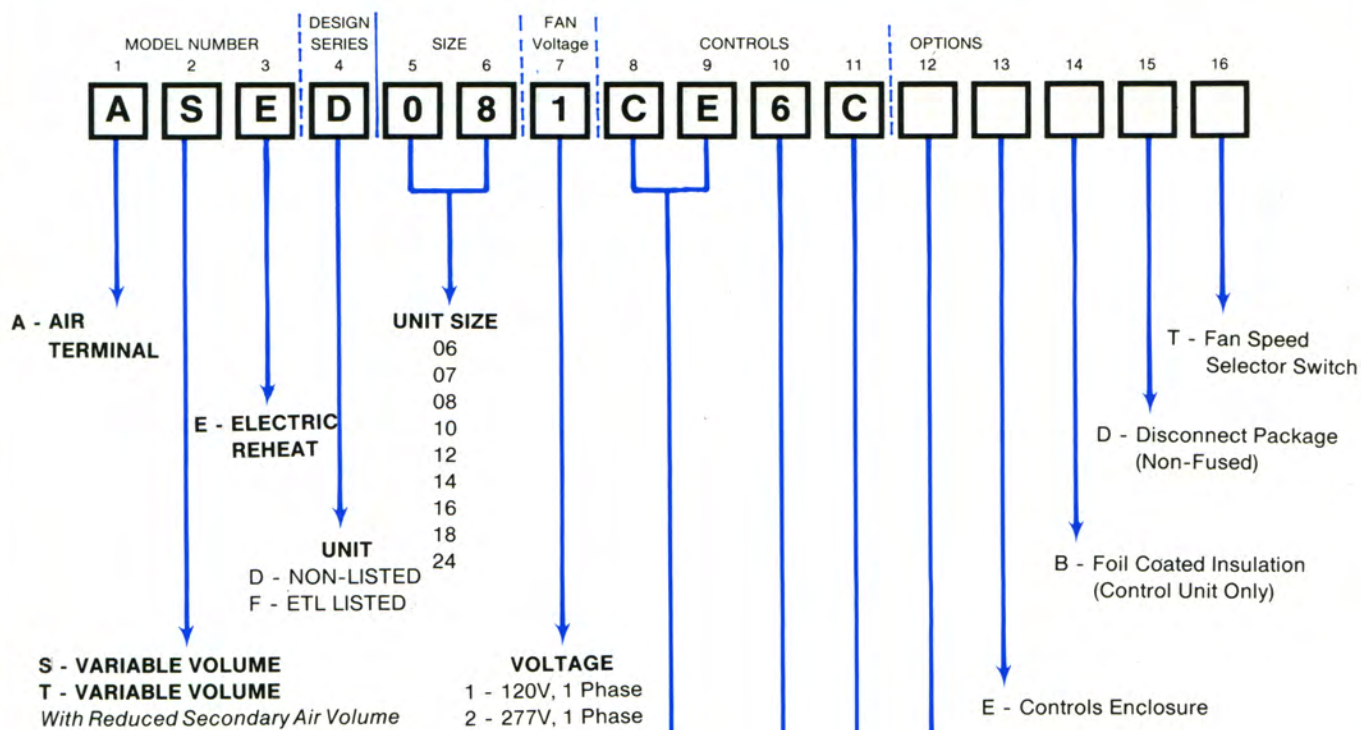 MODEL NUMBER
DESIGN
SERIES
SIZE
FAN
Voltage
CONTROLS
OPTIONS
1 2 3 4 5 6 7 8 9 10 11 12 13 14 15 16
A S E D 0 8 1 C E 6 C
A - AIR
TERMINAL
E - ELECTRIC
REHEAT
UNIT SIZE
06
07
08
10
12
14
16
18
24
UNIT
D - NON-LISTED
F - ETL LISTED
S - VARIABLE VOLUME
T - VARIABLE VOLUME
With Reduced Secondary Air Volume
VOLTAGE
1 - 120V, 1 Phase
2 - 277V, 1 Phase
T - Fan Speed
Selector Switch
D - Disconnect Package
(Non-Fused)
B - Foil Coated Insulation
(Control Unit Only)
E - Controls Enclosure